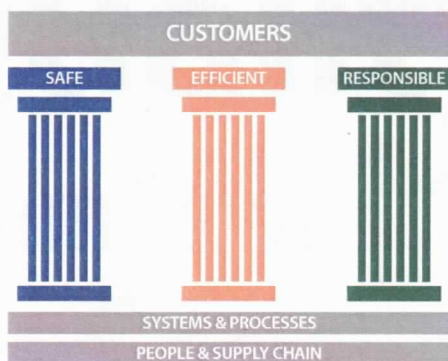 CUSTOMERS
SAFE EFFICIENT RESPONSIBLE
SYSTEMS & PROCESSES
PEOPLE & SUPPLY CHAIN